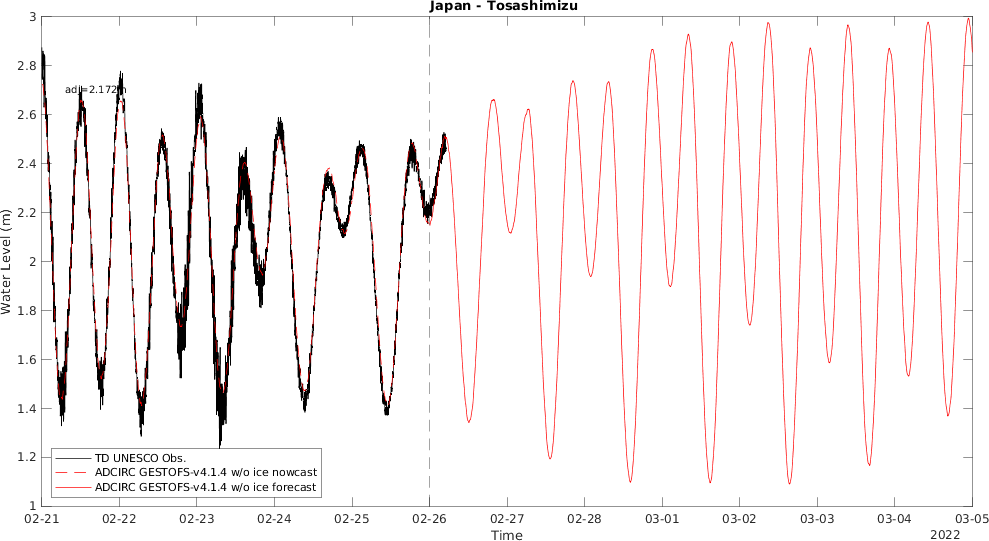 Japan - Tosashimizu
3
2.8
2.6
2.4
2.2
2
1.8
1.6
1.4
1.2
1
Water Level (m)
adj=2.172m
TD UNESCO Obs.
ADCIRC GESTOFS-v4.1.4 w/o ice nowcast
ADCIRC GESTOFS-v4.1.4 w/o ice forecast
02-21 02-22 02-23 02-24 02-25 02-26 02-27 02-28 03-01 03-02 03-03 03-04 03-05
Time
2022